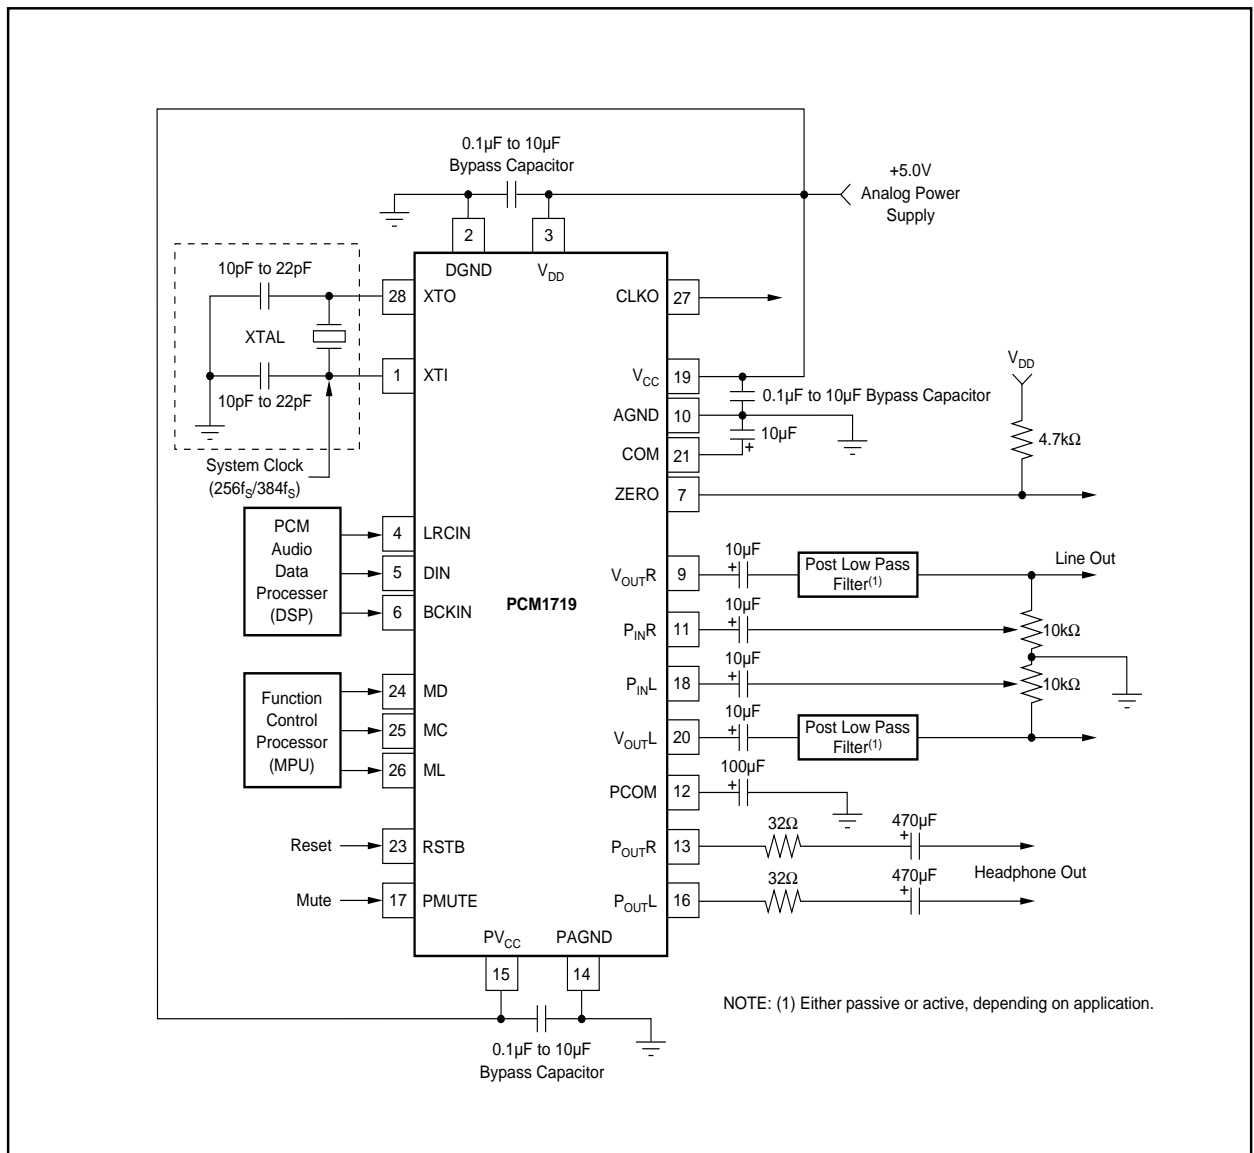 0.1µF to 10µF
Bypass Capacitor
+5.0V
Analog Power
Supply
2
3
DGND
V_DD
10pF to 22pF
28
XTO
CLKO
27
XTAL
V_DD
1
XTI
V_CC
19
0.1µF to 10µF Bypass Capacitor
10pF to 22pF
AGND
10
10µF
+
4.7kΩ
COM
21
System Clock
(256f_S/384f_S)
ZERO
7
PCM
Audio
Data
Processer
(DSP)
4
LRCIN
5
DIN
6
BCKIN
PCM1719
V_OUTR
9
10µF
+
Post Low Pass
Filter(1)
Line Out
P_INR
11
10µF
+
10kΩ
P_INL
18
10µF
+
10kΩ
V_OUTL
20
10µF
+
Post Low Pass
Filter(1)
Function
Control
Processor
(MPU)
24
MD
25
MC
26
ML
PCOM
12
100µF
+
Reset
23
RSTB
P_OUTR
13
32Ω
470µF
+
Headphone Out
Mute
17
PMUTE
P_OUTL
16
32Ω
470µF
+
PV_CC
PAGND
15
14
NOTE: (1) Either passive or active, depending on application.
0.1µF to 10µF
Bypass Capacitor